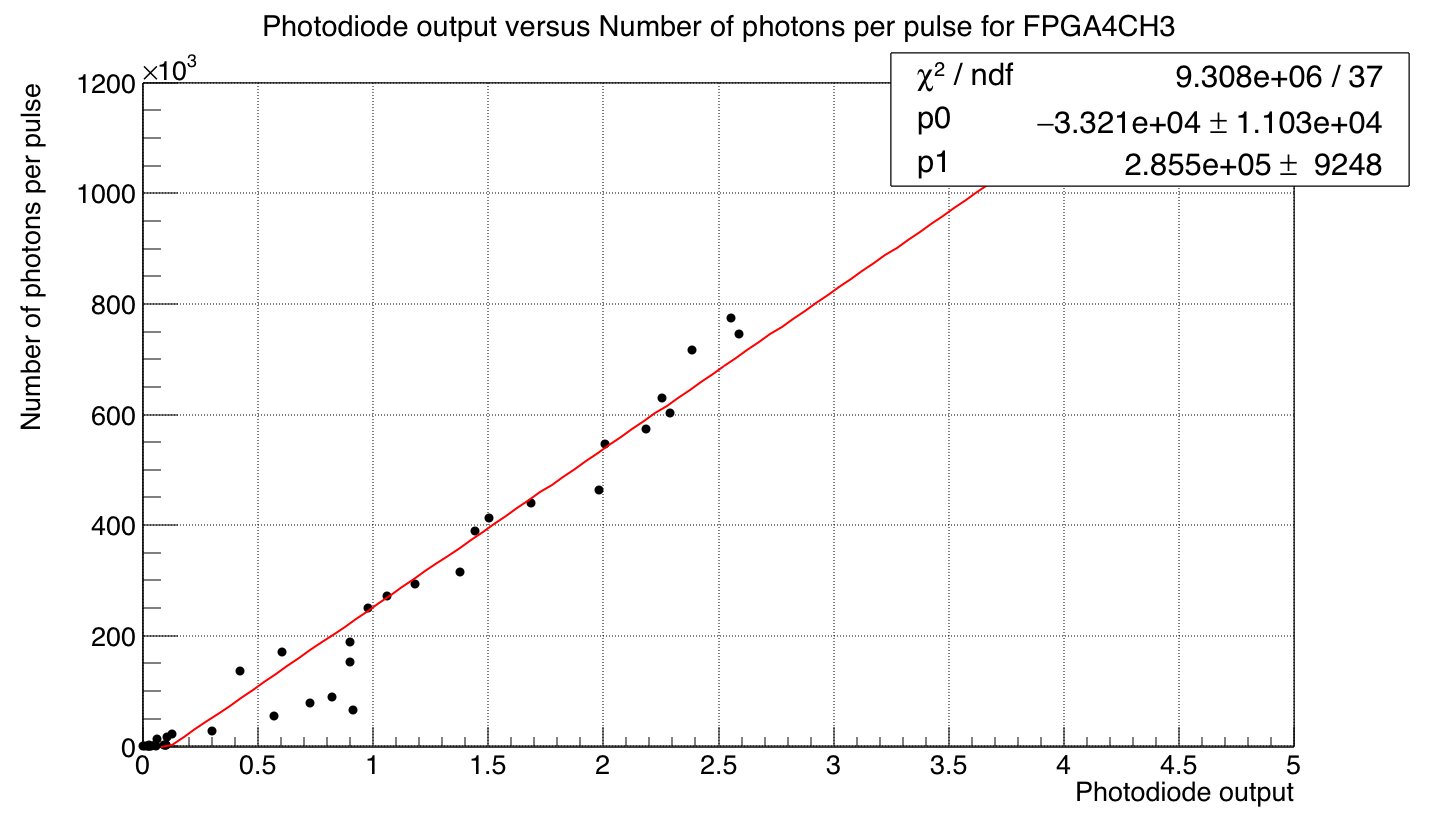 Photodiode output versus Number of photons per pulse for FPGA4CH3
×10³
χ² / ndf 9.308e+06 / 37
p0 −3.321e+04 ± 1.103e+04
p1 2.855e+05 ± 9248
Number of photons per pulse
1200
1000
800
600
400
200
0
0 0.5 1 1.5 2 2.5 3 3.5 4 4.5 5
Photodiode output